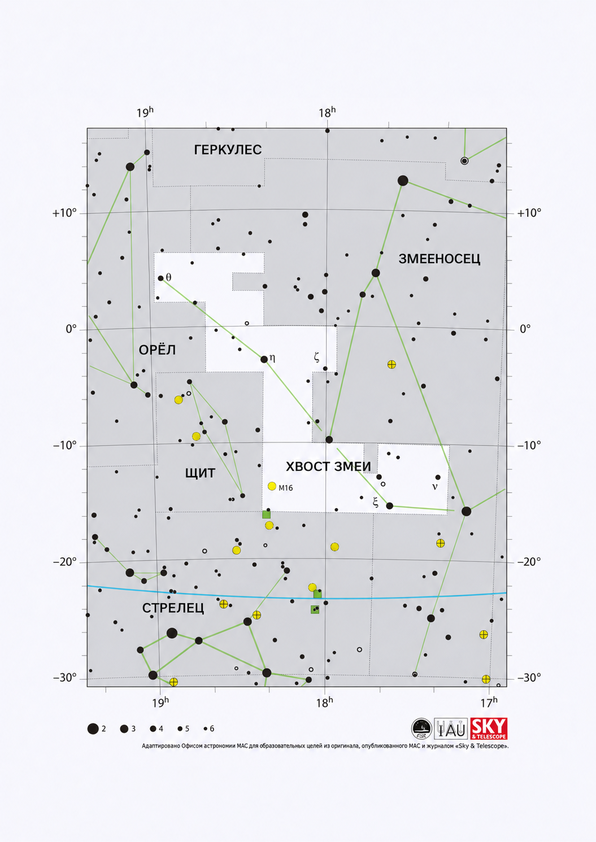 19h 18h
ГЕРКУЛЕС
+10° +10°
ЗМЕЕНОСЕЦ
θ
0° 0°
ОРЁЛ
η ζ
−10° −10°
ХВОСТ ЗМЕИ
ЩИТ
M16
ξ ν
−20° −20°
СТРЕЛЕЦ
−30° −30°
19h 18h 17h
2 3 4 5 6
IAU
SKY
& TELESCOPE
Адаптировано Офисом астрономии МАС для образовательных целей из оригинала, опубликованного МАС и журналом «Sky & Telescope».